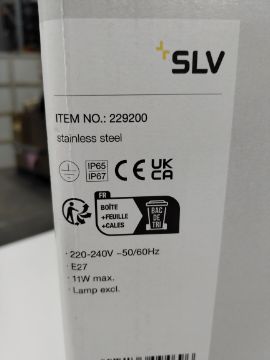 SLV
ITEM NO.: 229200
stainless steel
IP65
IP67
CE
UK
CA
FR
BOÎTE
+FEUILLE
+CALES
BAC
DE
TRI
· 220-240V ~50/60Hz
· E27
· 11W max.
· Lamp excl.